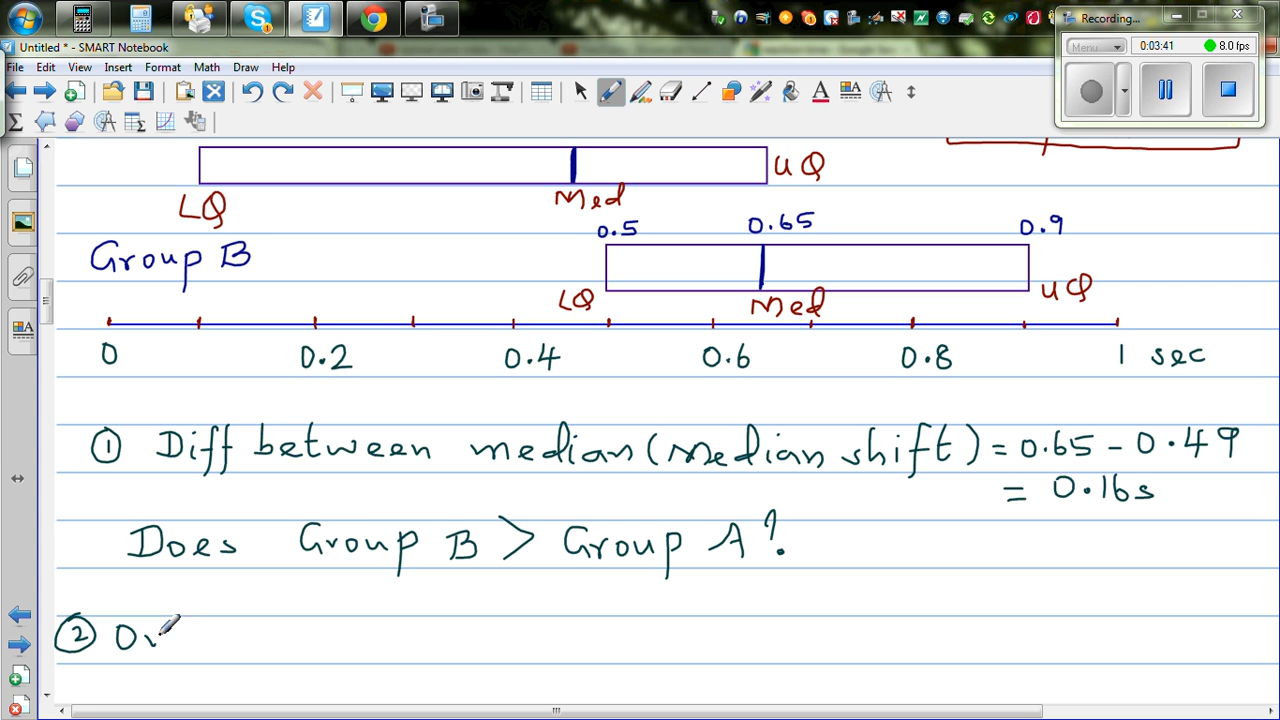 Recording...
Menu
0:03:41
8.0 fps
Untitled * - SMART Notebook
File Edit View Insert Format Math Draw Help
LQ Med UQ
Group B
0.5 0.65 0.9
LQ Med UQ
0 0.2 0.4 0.6 0.8 1 sec
① Diff between median (Median shift) = 0.65 - 0.49
= 0.16s
Does Group B > Group A?
② Ov